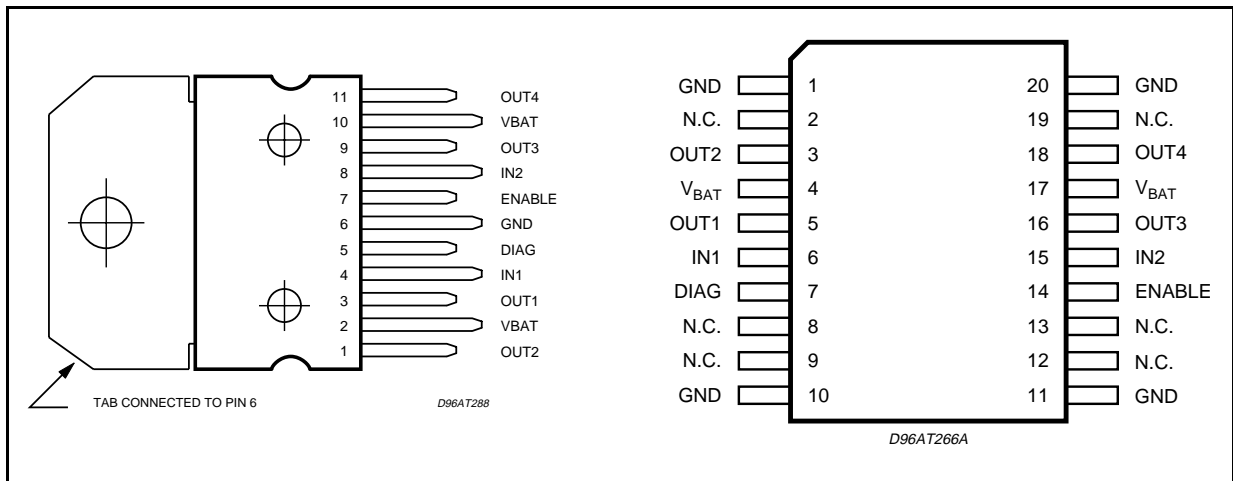 11 OUT4
10 VBAT
9 OUT3
8 IN2
7 ENABLE
6 GND
5 DIAG
4 IN1
3 OUT1
2 VBAT
1 OUT2
TAB CONNECTED TO PIN 6
D96AT288
GND 1 20 GND
N.C. 2 19 N.C.
OUT2 3 18 OUT4
VBAT 4 17 VBAT
OUT1 5 16 OUT3
IN1 6 15 IN2
DIAG 7 14 ENABLE
N.C. 8 13 N.C.
N.C. 9 12 N.C.
GND 10 11 GND
D96AT266A